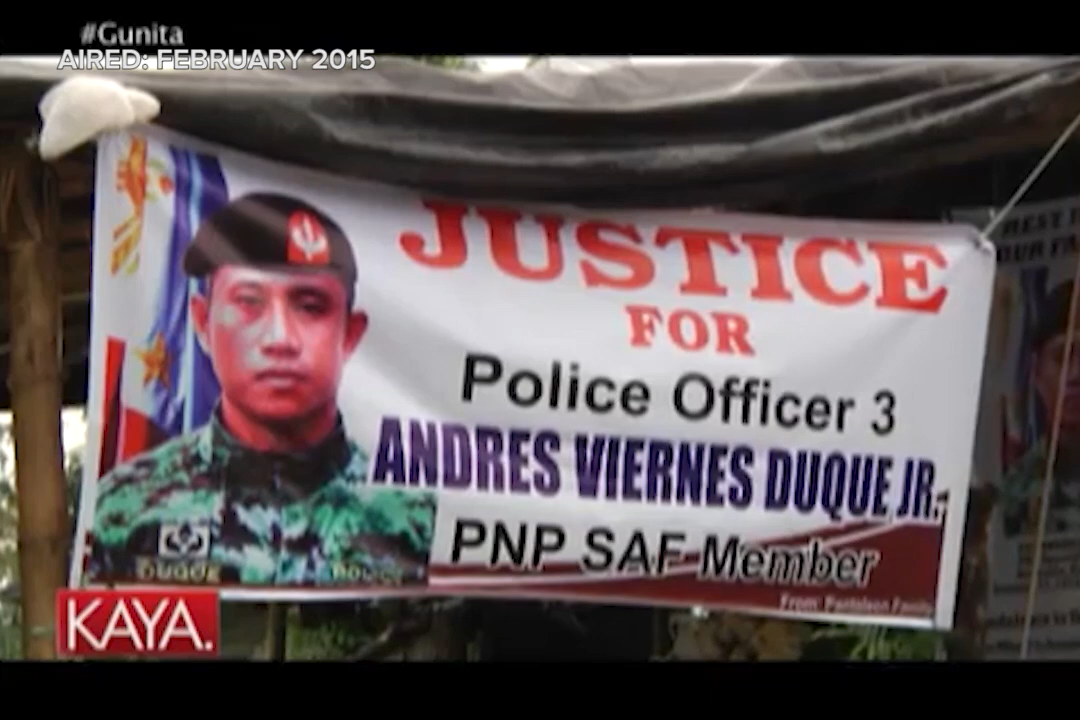 #Gunita
AIRED: FEBRUARY 2015
JUSTICE
FOR
Police Officer 3
ANDRES VIERNES DUQUE JR.
PNP SAF Member
From: Pantaleon Family
DUQUE
POLICE
KAYA.